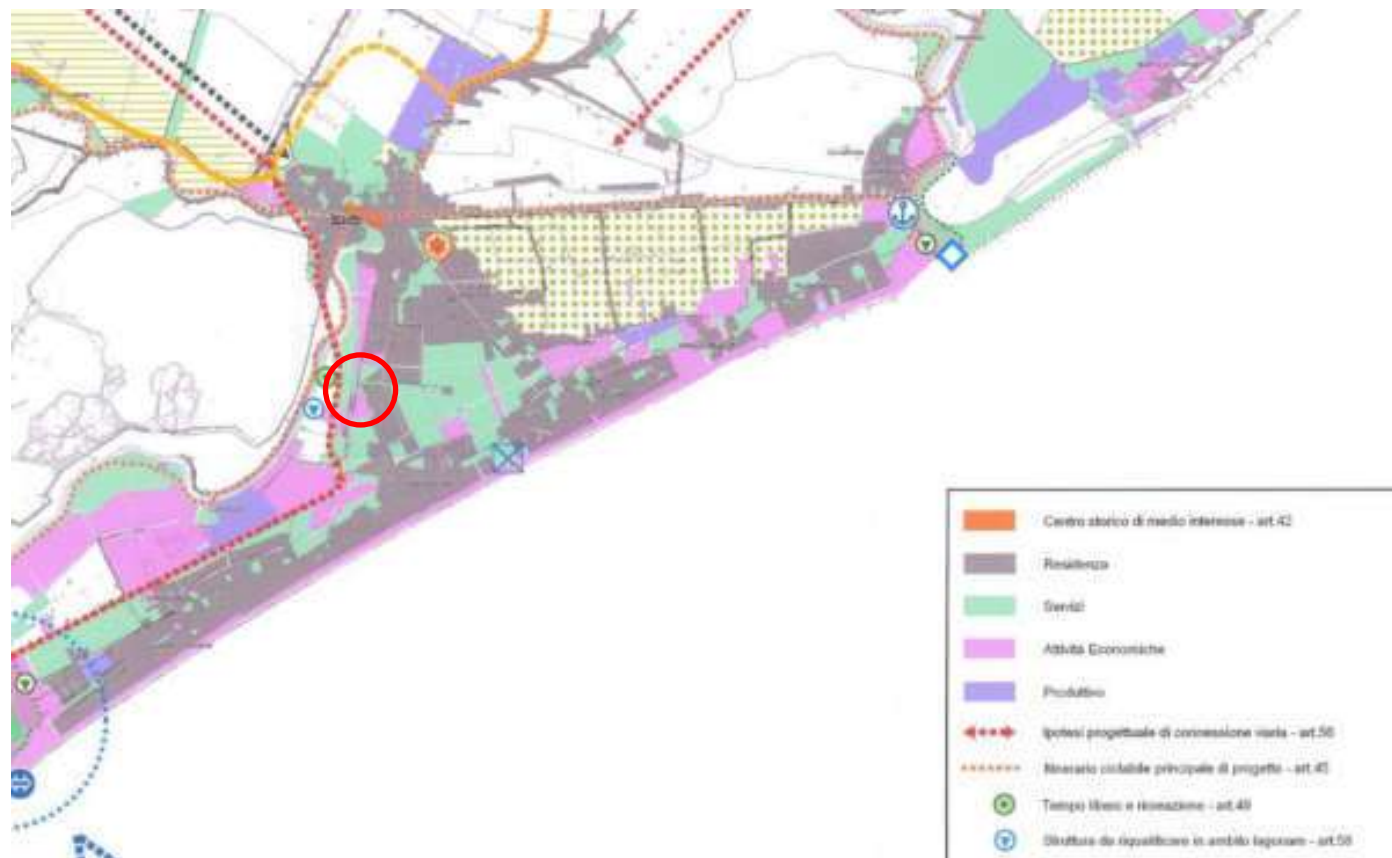 Centro storico di medio interesse - art.42
Residenza
Servizi
Attività Economiche
Produttivo
Ipotesi progettuale di connessione viaria - art.56
Itinerario ciclabile principale di progetto - art.45
Tempo libero e ricreazione - art.49
Struttura da riqualificare in ambito lagunare - art.58